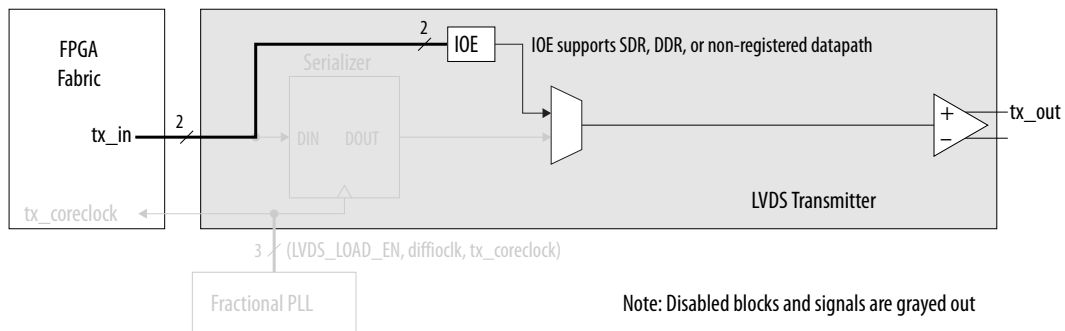 FPGA
Fabric
2
IOE
IOE supports SDR, DDR, or non-registered datapath
Serializer
tx_in
2
DIN
DOUT
+
−
tx_out
tx_coreclock
LVDS Transmitter
3
(LVDS_LOAD_EN, diffioclk, tx_coreclock)
Fractional PLL
Note: Disabled blocks and signals are grayed out